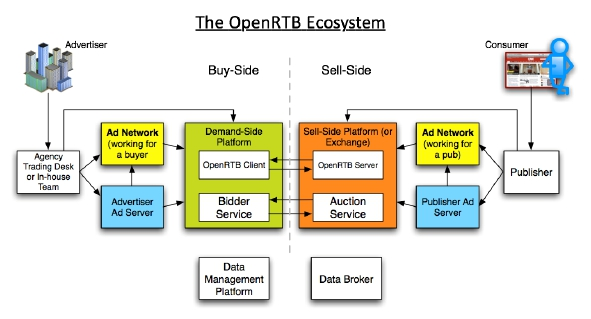 The OpenRTB Ecosystem
Advertiser
Consumer
Buy-Side
Sell-Side
Agency
Trading Desk
or In-house
Team
Ad Network
(working for
a buyer
Advertiser
Ad Server
Demand-Side
Platform
OpenRTB Client
Bidder
Service
Sell-Side Platform (or
Exchange)
OpenRTB Server
Auction
Service
Ad Network
(working for
a pub)
Publisher Ad
Server
Publisher
Data
Management
Platform
Data Broker